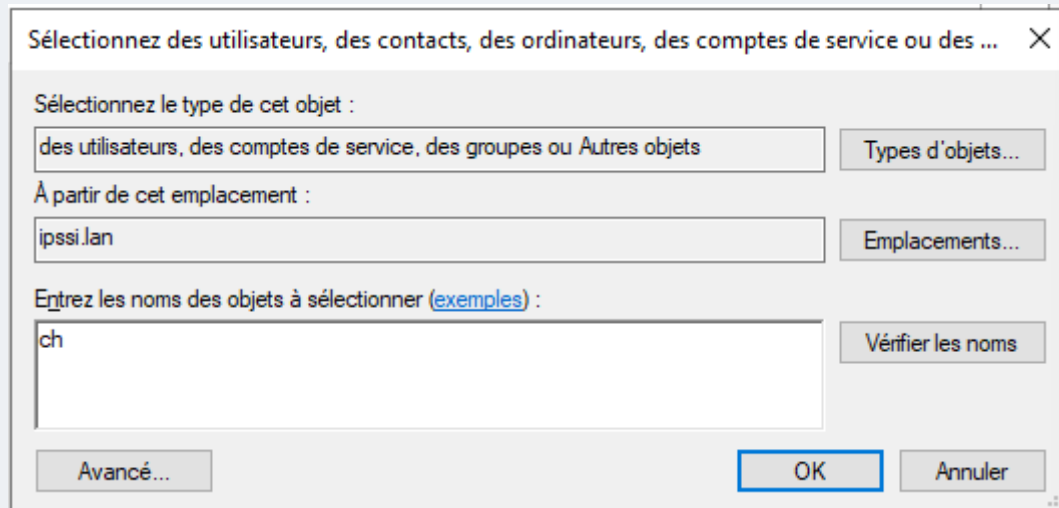 Sélectionnez des utilisateurs, des contacts, des ordinateurs, des comptes de service ou des ...
Sélectionnez le type de cet objet :
des utilisateurs, des comptes de service, des groupes ou Autres objets
Types d'objets...
À partir de cet emplacement :
ipssi.lan
Emplacements...
Entrez les noms des objets à sélectionner (exemples) :
ch
Vérifier les noms
Avancé...
OK
Annuler